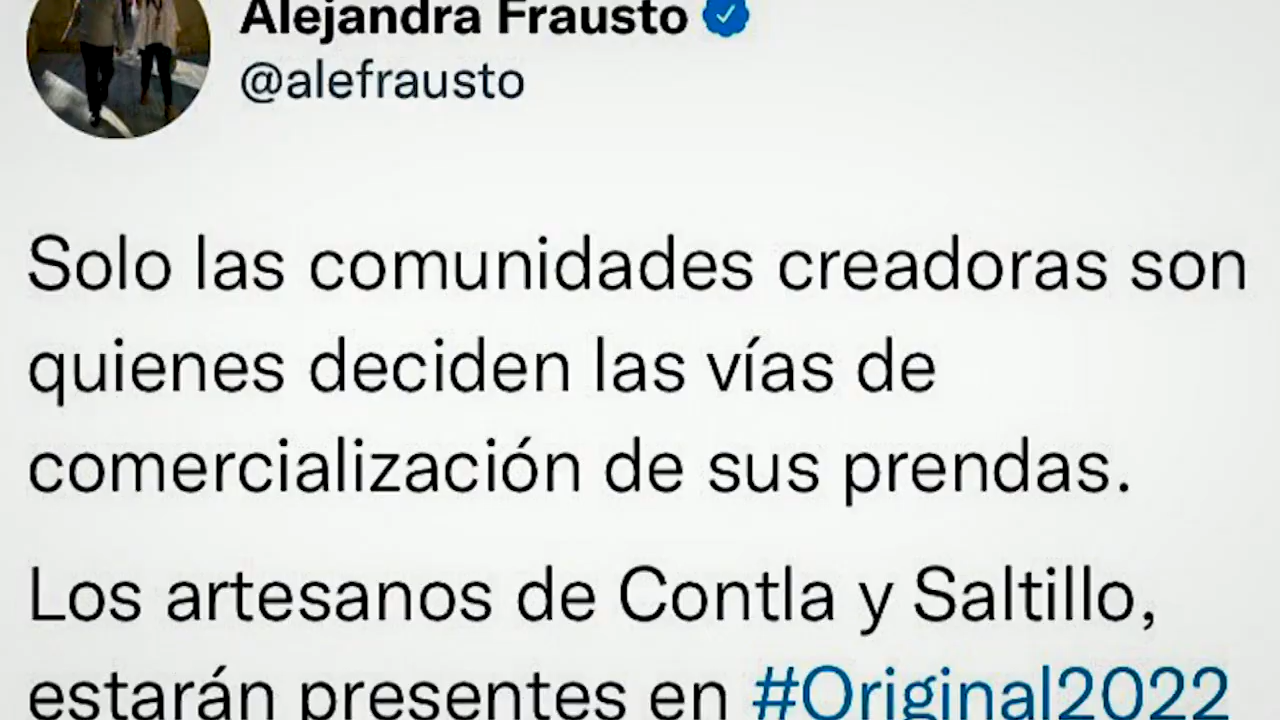 Alejandra Frausto
@alefrausto
Solo las comunidades creadoras son
quienes deciden las vías de
comercialización de sus prendas.
Los artesanos de Contla y Saltillo,
estarán presentes en #Original2022